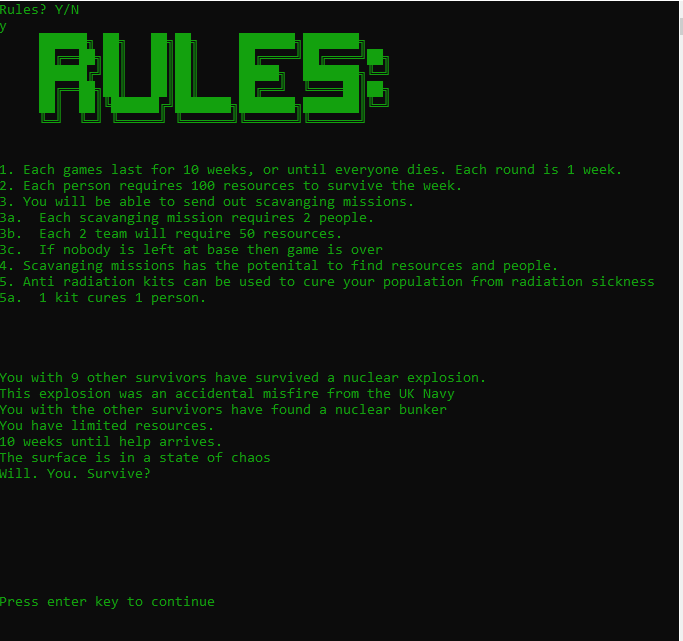 Rules? Y/N
y
RULES:
1. Each games last for 10 weeks, or until everyone dies. Each round is 1 week.
2. Each person requires 100 resources to survive the week.
3. You will be able to send out scavanging missions.
3a.  Each scavanging mission requires 2 people.
3b.  Each 2 team will require 50 resources.
3c.  If nobody is left at base then game is over
4. Scavanging missions has the potenital to find resources and people.
5. Anti radiation kits can be used to cure your population from radiation sickness
5a.  1 kit cures 1 person.
You with 9 other survivors have survived a nuclear explosion.
This explosion was an accidental misfire from the UK Navy
You with the other survivors have found a nuclear bunker
You have limited resources.
10 weeks until help arrives.
The surface is in a state of chaos
Will. You. Survive?
Press enter key to continue